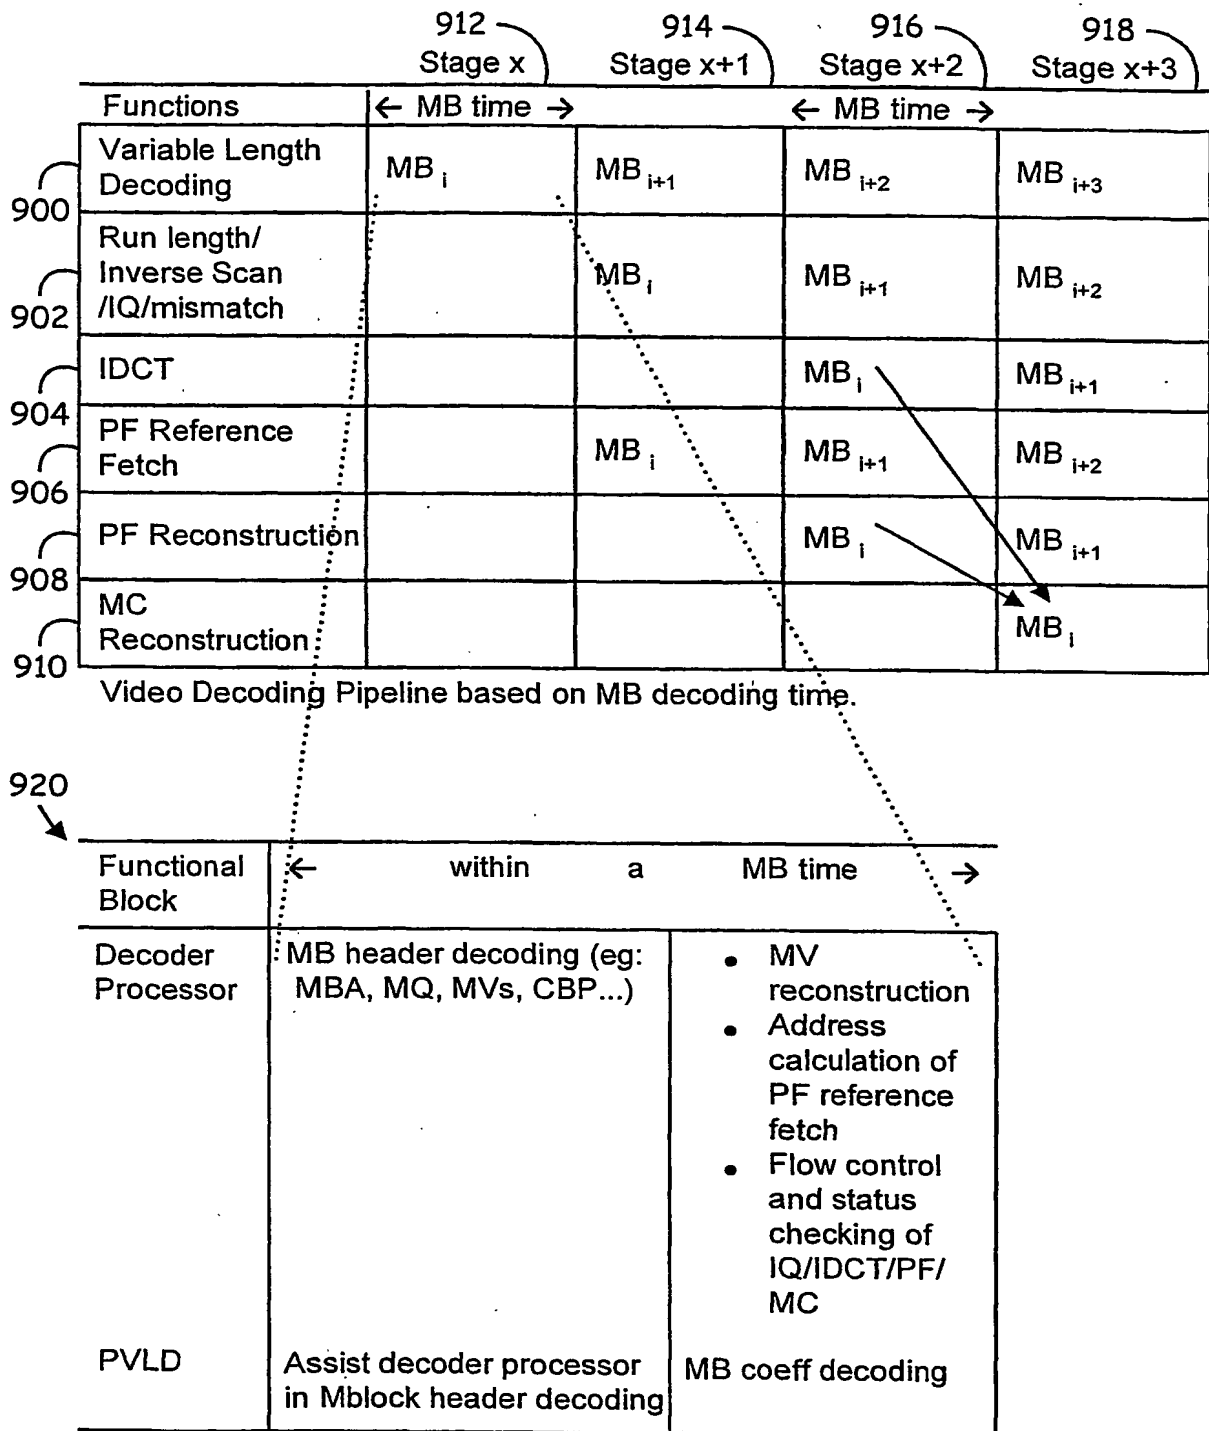 912 914 916 918
Stage x Stage x+1 Stage x+2 Stage x+3
Functions ← MB time → ← MB time →
Variable Length
Decoding
MB i MB i+1 MB i+2 MB i+3
900
Run length/
Inverse Scan
/IQ/mismatch
MB i MB i+1 MB i+2
902
IDCT MB i MB i+1
904
PF Reference
Fetch
MB i MB i+1 MB i+2
906
PF Reconstruction MB i MB i+1
908
MC
Reconstruction
MB i
910
Video Decoding Pipeline based on MB decoding time.
920
Functional
Block
← within a MB time →
Decoder
Processor
MB header decoding (eg:
MBA, MQ, MVs, CBP...)
• MV
reconstruction
• Address
calculation of
PF reference
fetch
• Flow control
and status
checking of
IQ/IDCT/PF/
MC
PVLD
Assist decoder processor
in Mblock header decoding
MB coeff decoding